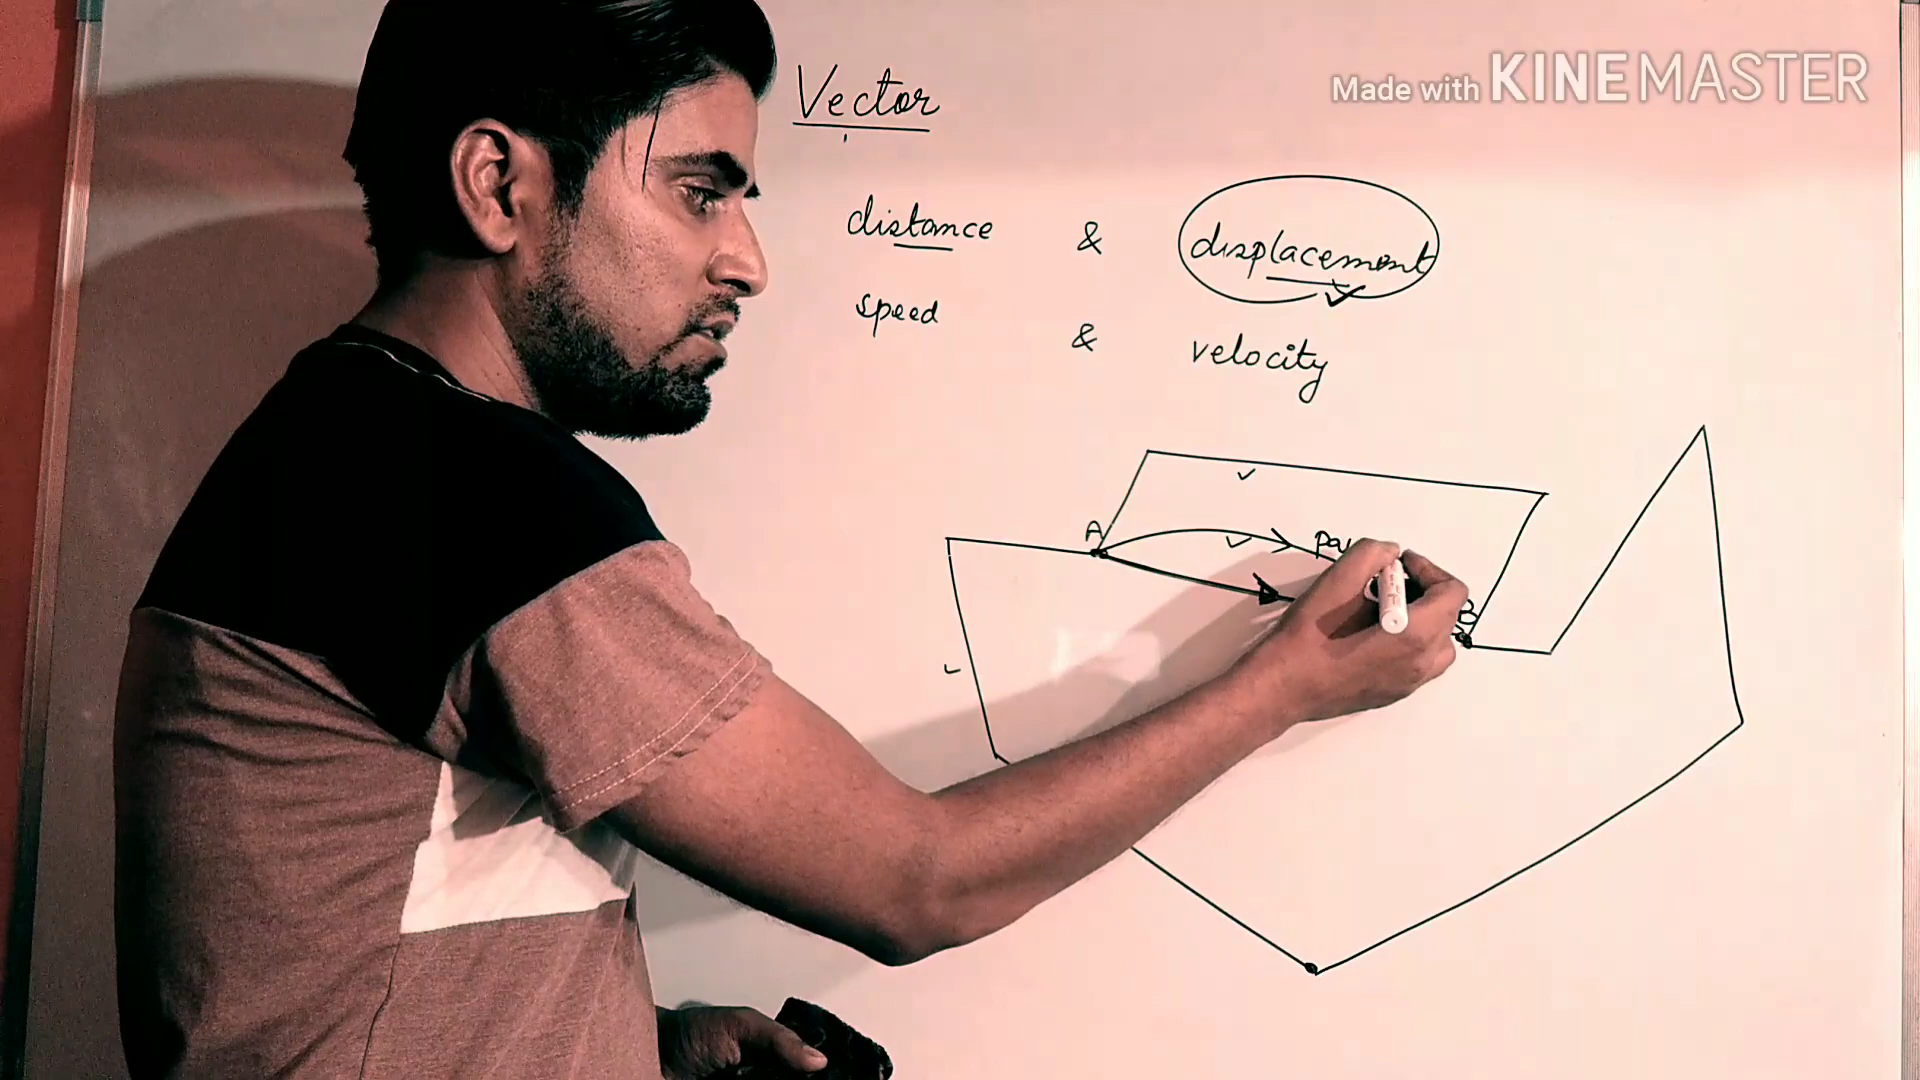 Made with KINEMASTER
Vector
distance & displacement
speed & velocity
A
B